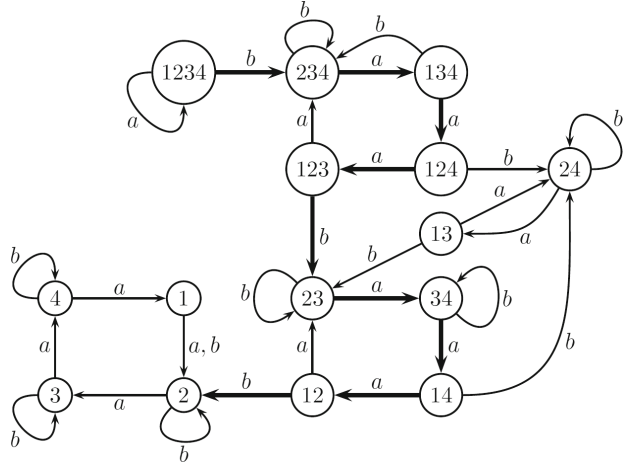 b b
1234 b 234 a 134
a a a
123 a 124 b 24 b
a
13 a
b b
b 4 a 1 b 23 a 34 b
a a, b a a b
3 a 2 b 12 a 14
b b